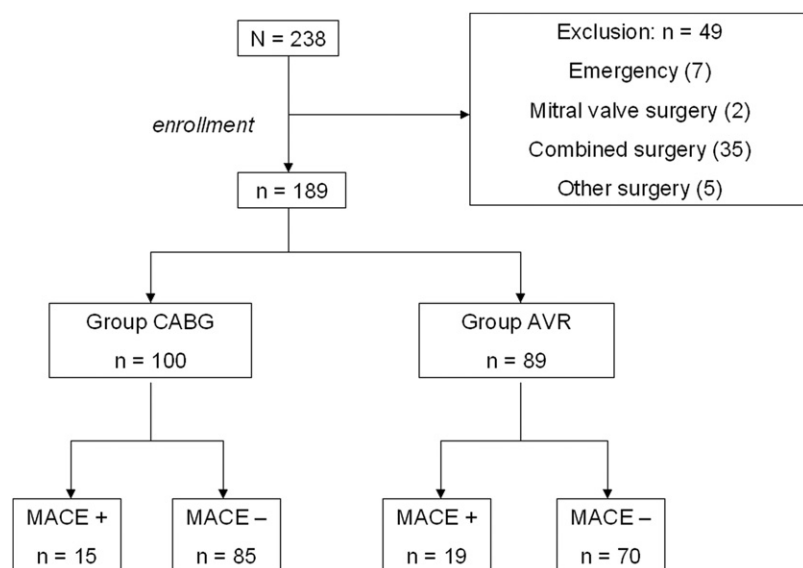 N = 238
Exclusion: n = 49
Emergency (7)
Mitral valve surgery (2)
Combined surgery (35)
Other surgery (5)
enrollment
n = 189
Group CABG
n = 100
Group AVR
n = 89
MACE +
n = 15
MACE –
n = 85
MACE +
n = 19
MACE –
n = 70